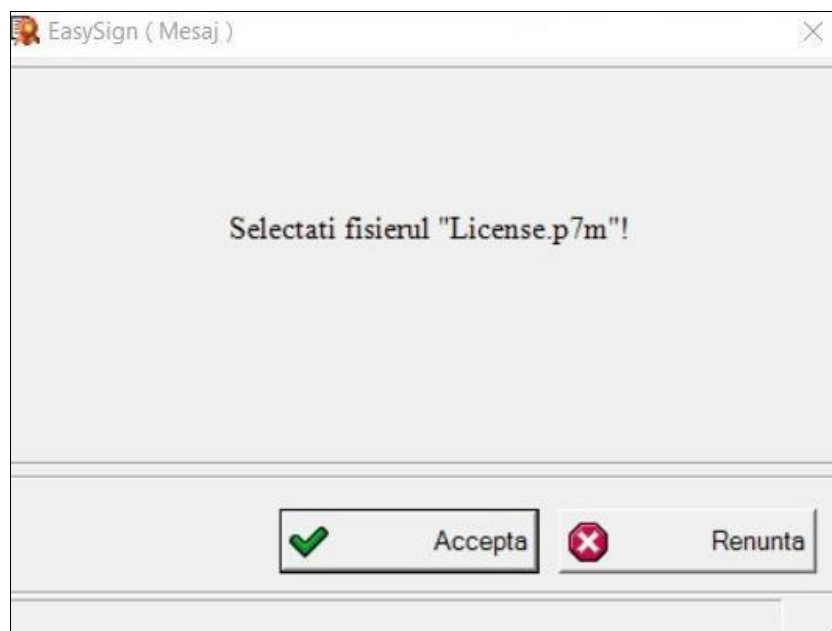 EasySign ( Mesaj )
Selectati fisierul "License.p7m"!
Accepta
Renunta